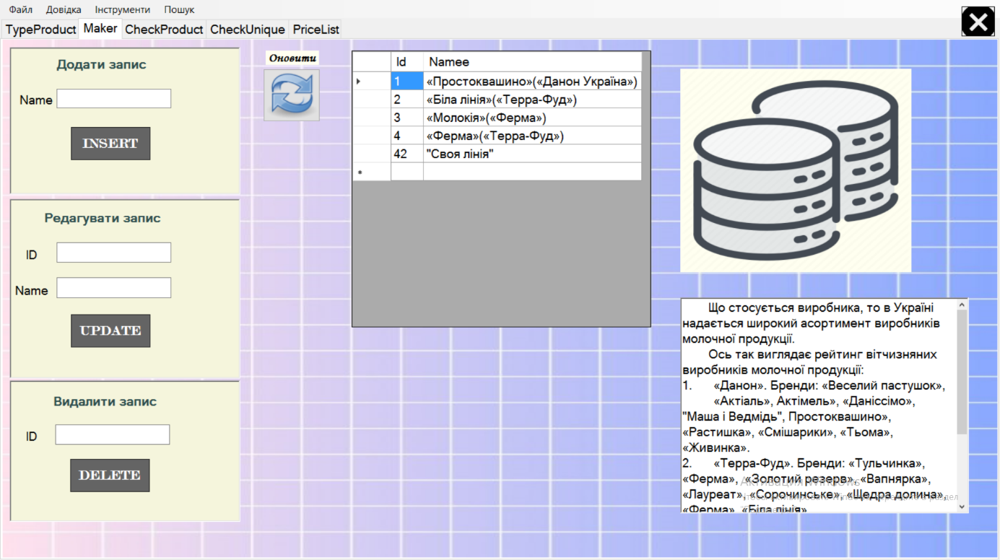 Файл Довідка Інструменти Пошук
TypeProduct Maker CheckProduct CheckUnique PriceList
Додати запис
Name
INSERT
Редагувати запис
ID
Name
UPDATE
Видалити запис
ID
DELETE
Оновити
Id Namee
1 «Простоквашино»(«Данон Україна»)
2 «Біла лінія»(«Терра-Фуд»)
3 «Молокія»(«Ферма»)
4 «Ферма»(«Терра-Фуд»)
42 "Своя лінія"
Що стосується виробника, то в Україні
надається широкий асортимент виробників
молочної продукції.
Ось так виглядає рейтинг вітчизняних
виробників молочної продукції:
1. «Данон». Бренди: «Веселий пастушок»,
«Актіаль», Актімель», «Даніссімо»,
"Маша і Ведмідь", Простоквашино»,
«Растишка», «Смішарики», «Тьома»,
«Живинка».
2. «Терра-Фуд». Бренди: «Тульчинка»,
«Ферма», «Золотий резерв», «Вапнярка»,
«Лауреат», «Сорочинське», «Щедра долина»,
«Ферма», «Біла лінія»
Активация Windows